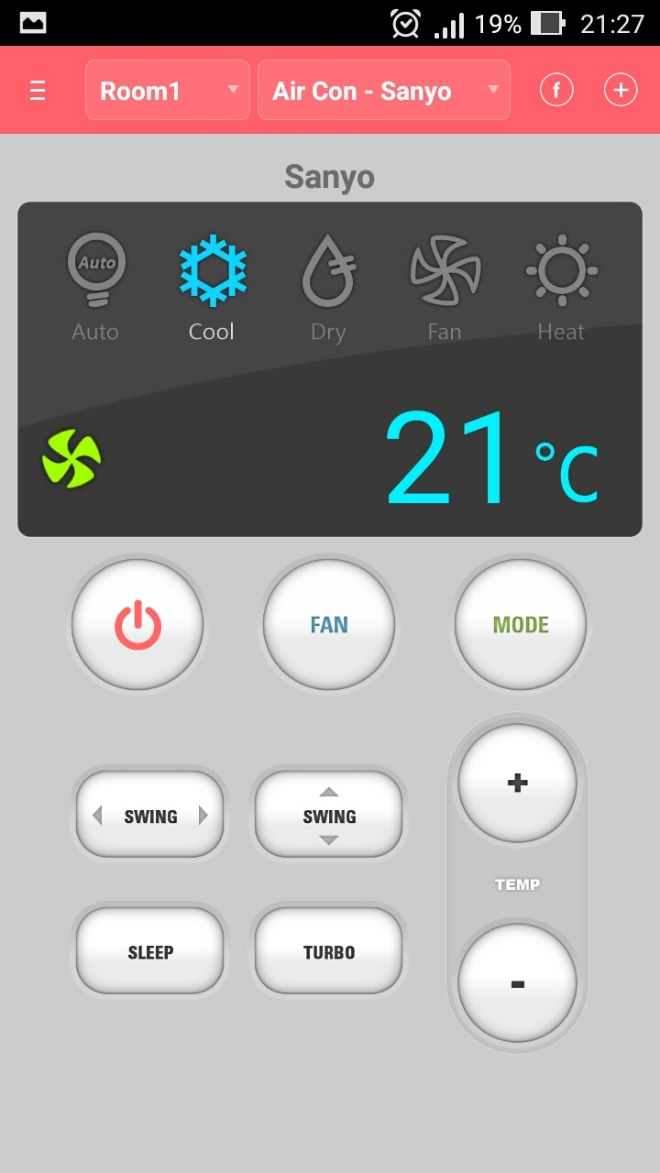 19% 21:27
Room1 Air Con - Sanyo f +
Sanyo
Auto
Auto Cool Dry Fan Heat
21 °C
FAN MODE
+
SWING SWING
TEMP
SLEEP TURBO
-